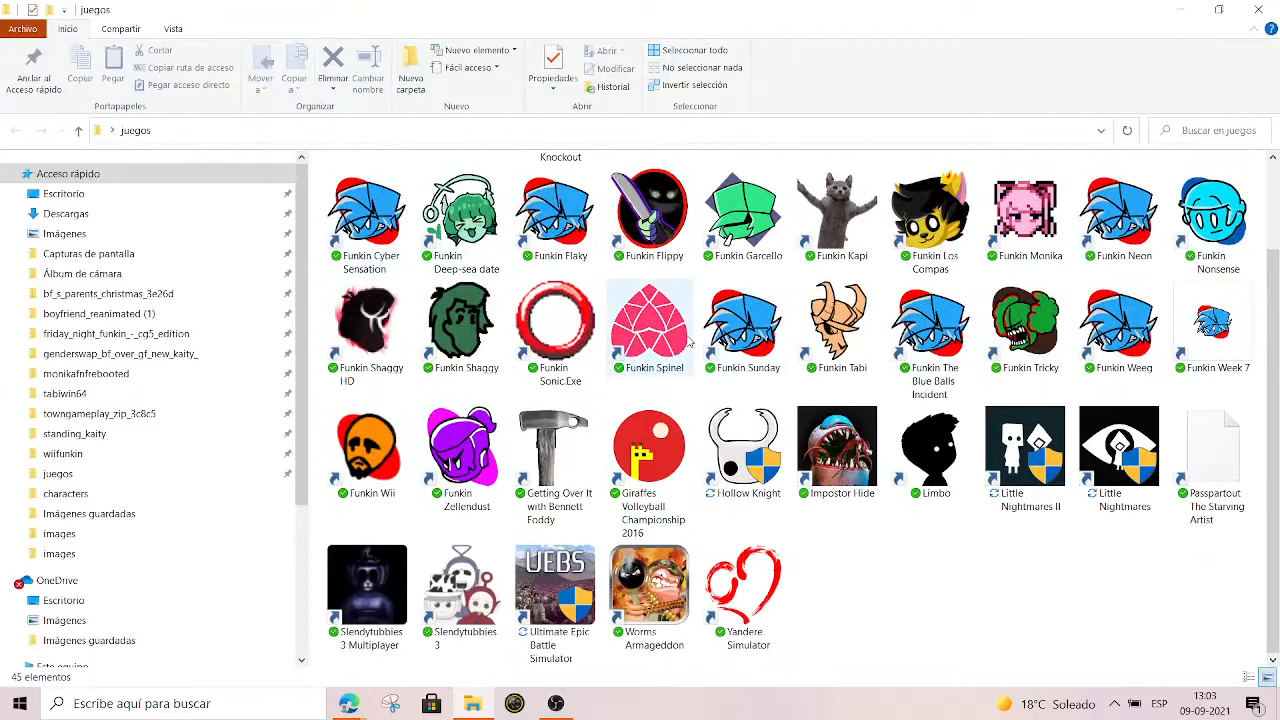 juegos
Archivo Inicio Compartir Vista
Anclar al Acceso rápido
Copiar
Pegar
Cortar
Copiar ruta de acceso
Pegar acceso directo
Portapapeles
Mover a
Copiar a
Eliminar
Cambiar nombre
Organizar
Nueva carpeta
Nuevo elemento
Fácil acceso
Nuevo
Propiedades
Abrir
Modificar
Historial
Abrir
Seleccionar todo
No seleccionar nada
Invertir selección
Seleccionar
juegos
Buscar en juegos
Acceso rápido
Escritorio
Descargas
Imágenes
Capturas de pantalla
Álbum de cámara
bf_s_parents_christmas_3e26d
boyfriend_reanimated (1)
friday_night_funkin_-_cg5_edition
genderswap_bf_over_gf_new_kaity_
monikafnfrebooted
tabiwin64
towngameplay_zip_3c8c5
standing_kaity
wiifunkin
juegos
characters
Imágenes guardadas
images
images
OneDrive
Escritorio
Imágenes
Imágenes guardadas
Este equipo
Knockout
Funkin Cyber Sensation
Funkin Deep-sea date
Funkin Flaky
Funkin Flippy
Funkin Garcello
Funkin Kapi
Funkin Los Compas
Funkin Monika
Funkin Neon
Funkin Nonsense
Funkin Shaggy HD
Funkin Shaggy
Funkin Sonic.Exe
Funkin Spinel
Funkin Sunday
Funkin Tabi
Funkin The Blue Balls Incident
Funkin Tricky
Funkin Weeg
Funkin Week 7
Funkin Wii
Funkin Zellendust
Getting Over It with Bennett Foddy
Giraffes Volleyball Championship 2016
Hollow Knight
Impostor Hide
Limbo
Little Nightmares II
Little Nightmares
Passpartout The Starving Artist
UEBS
Slendytubbies 3 Multiplayer
Slendytubbies 3
Ultimate Epic Battle Simulator
Worms Armageddon
Yandere Simulator
45 elementos
Escribe aquí para buscar
18°C Soleado
ESP
13:03
09-09-2021
1